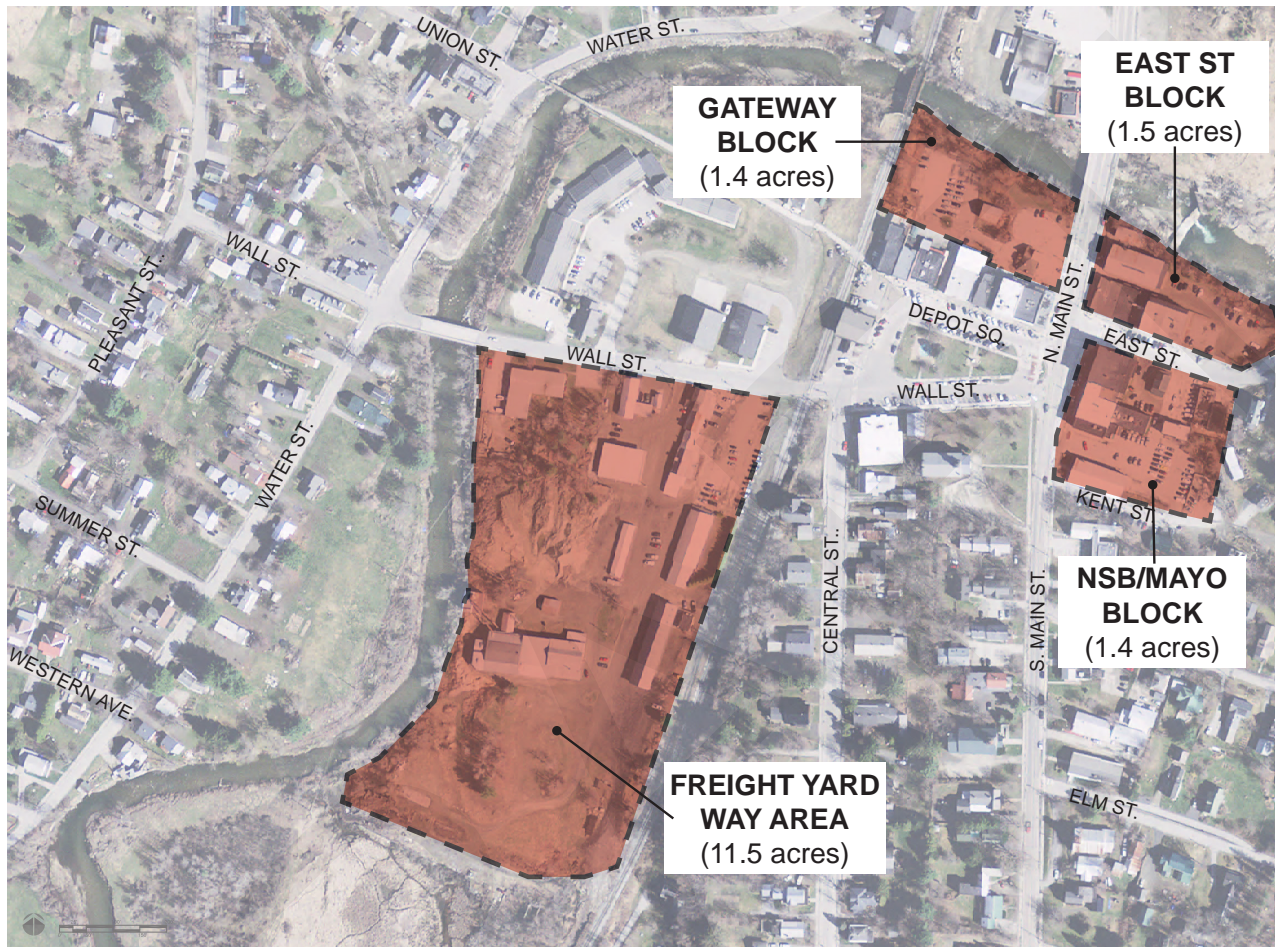 UNION ST.
WATER ST.
EAST ST
BLOCK
(1.5 acres)
GATEWAY
BLOCK
(1.4 acres)
WALL ST.
PLEASANT ST..
DEPOT SQ.
N. MAIN ST.
EAST ST.
WALL ST.
WALL ST.
WATER ST.
SUMMER ST.
KENT ST.
CENTRAL ST..
S. MAIN ST.
NSB/MAYO
BLOCK
(1.4 acres)
WESTERN AVE.
FREIGHT YARD
WAY AREA
(11.5 acres)
ELM ST.